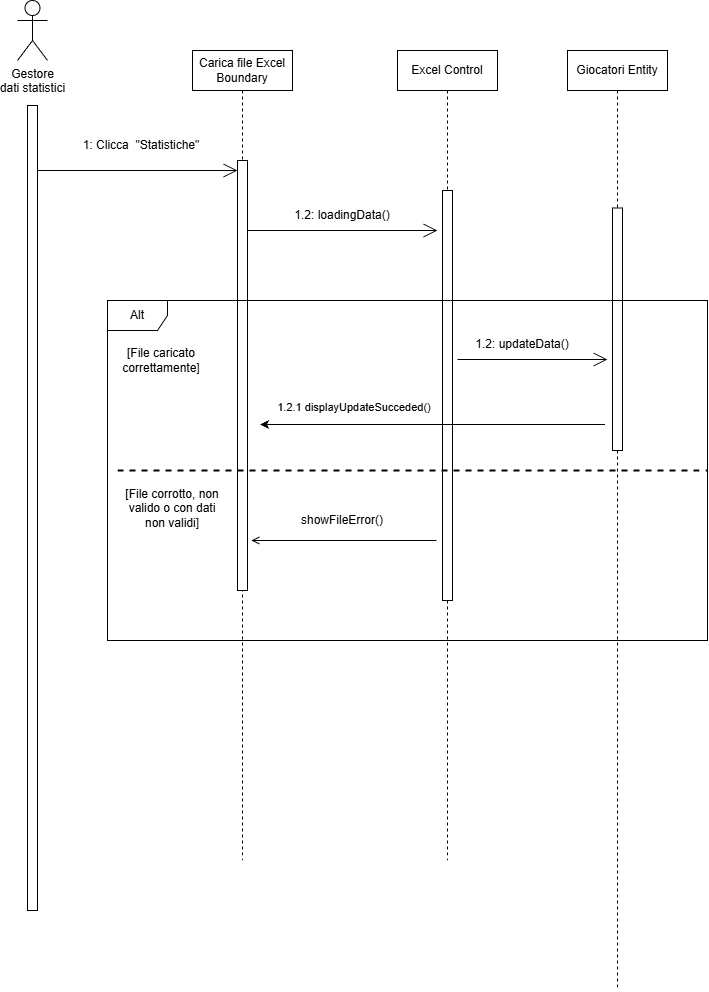 Gestore
dati statistici
Carica file Excel
Boundary
Excel Control
Giocatori Entity
1: Clicca  "Statistiche"
1.2: loadingData()
Alt
[File caricato
correttamente]
1.2: updateData()
1.2.1 displayUpdateSucceded()
[File corrotto, non
valido o con dati
non validi]
showFileError()